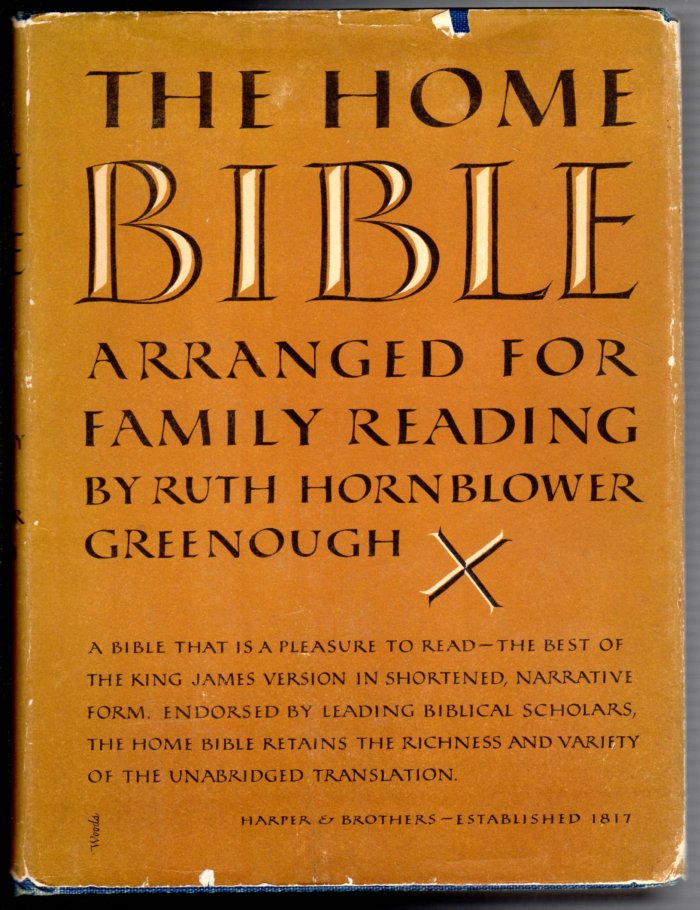 THE HOME
BIBLE
ARRANGED FOR
FAMILY READING
BY RUTH HORNBLOWER
GREENOUGH
A BIBLE THAT IS A PLEASURE TO READ—THE BEST OF
THE KING JAMES VERSION IN SHORTENED, NARRATIVE
FORM. ENDORSED BY LEADING BIBLICAL SCHOLARS,
THE HOME BIBLE RETAINS THE RICHNESS AND VARIETY
OF THE UNABRIDGED TRANSLATION.
HARPER & BROTHERS—ESTABLISHED 1817
Woods